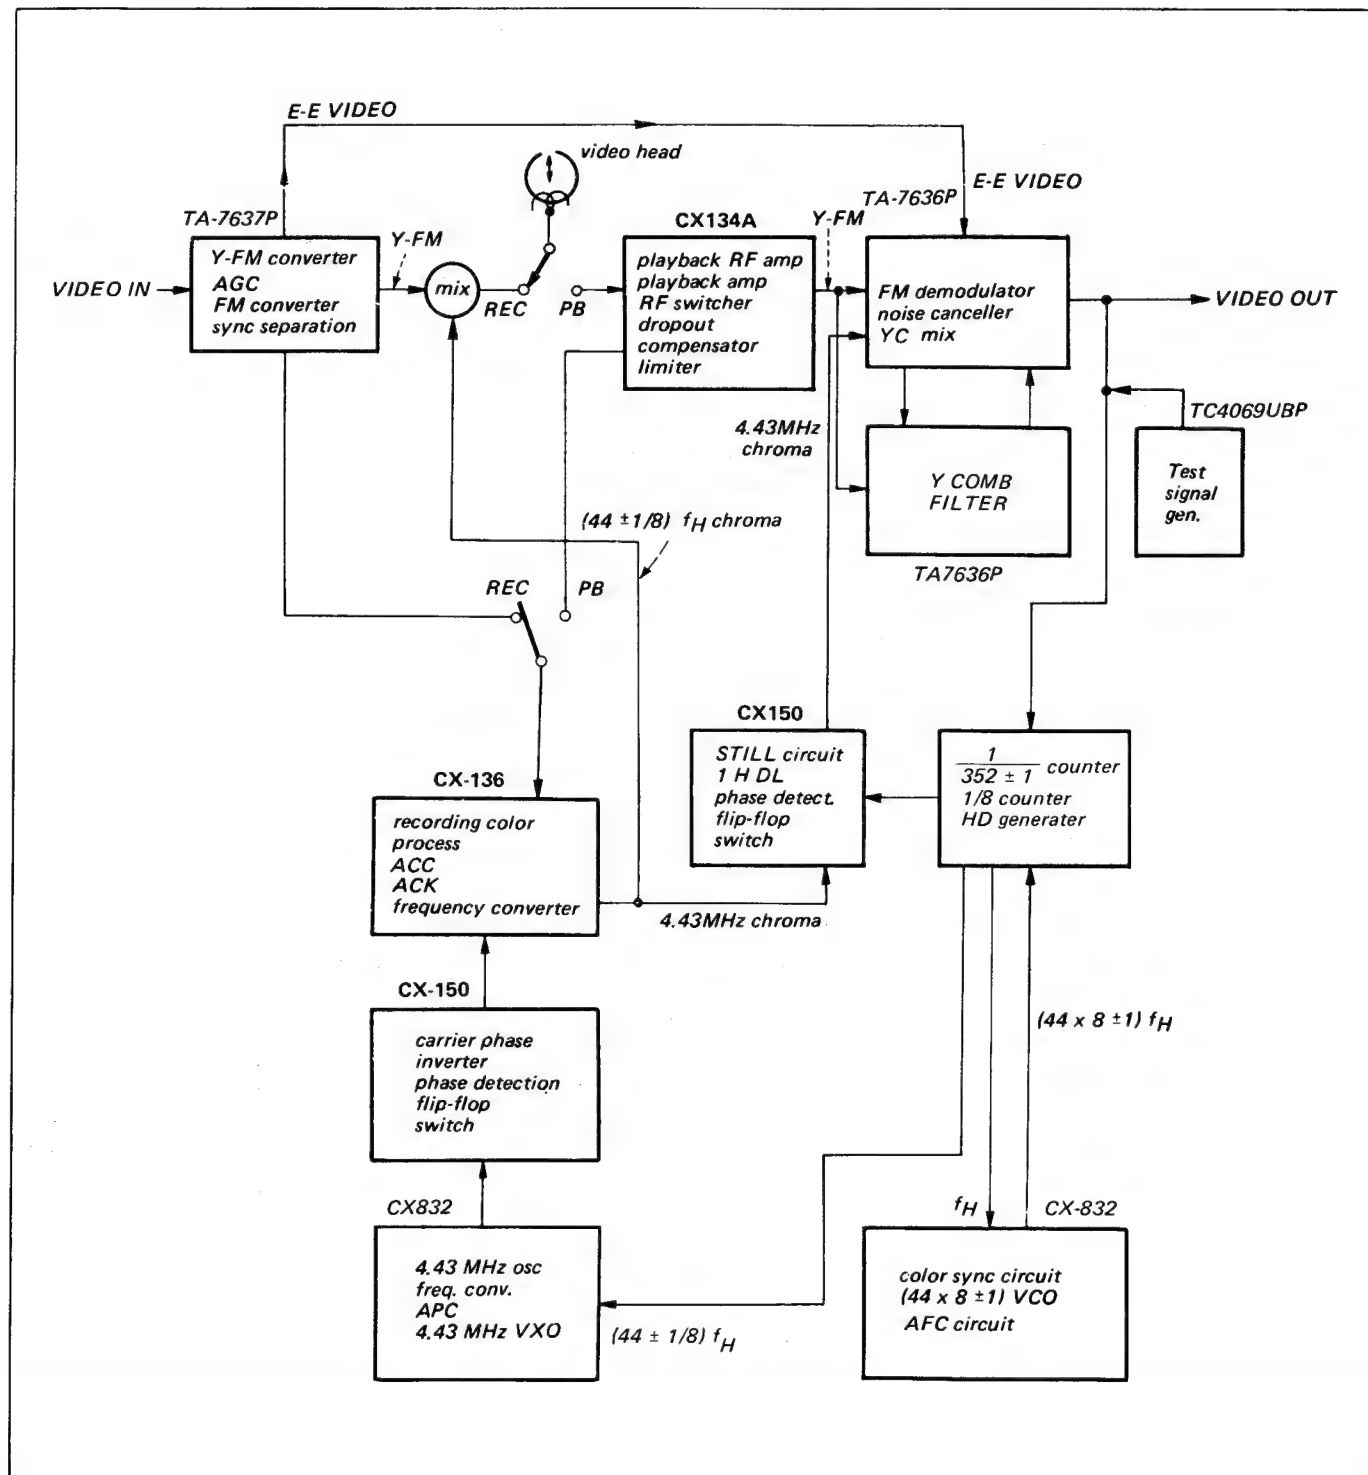 E-E VIDEO
video head
E-E VIDEO
TA-7637P
Y-FM
CX134A
TA-7636P
Y-FM
VIDEO IN
Y-FM converter
AGC
FM converter
sync separation
mix
REC
PB
playback RF amp
playback amp
RF switcher
dropout
compensator
limiter
FM demodulator
noise canceller
YC mix
VIDEO OUT
4.43MHz
chroma
TC4069UBP
Y COMB
FILTER
Test
signal
gen.
TA7636P
(44 ± 1/8) fH chroma
REC
PB
CX150
STILL circuit
1 H DL
phase detect.
flip-flop
switch
1
352 ± 1 counter
1/8 counter
HD generater
CX-136
recording color
process
ACC
ACK
frequency converter
4.43MHz chroma
CX-150
carrier phase
inverter
phase detection
flip-flop
switch
(44 x 8 ±1) fH
CX832
4.43 MHz osc
freq. conv.
APC
4.43 MHz VXO
(44 ± 1/8) fH
fH
CX-832
color sync circuit
(44 x 8 ±1) VCO
AFC circuit